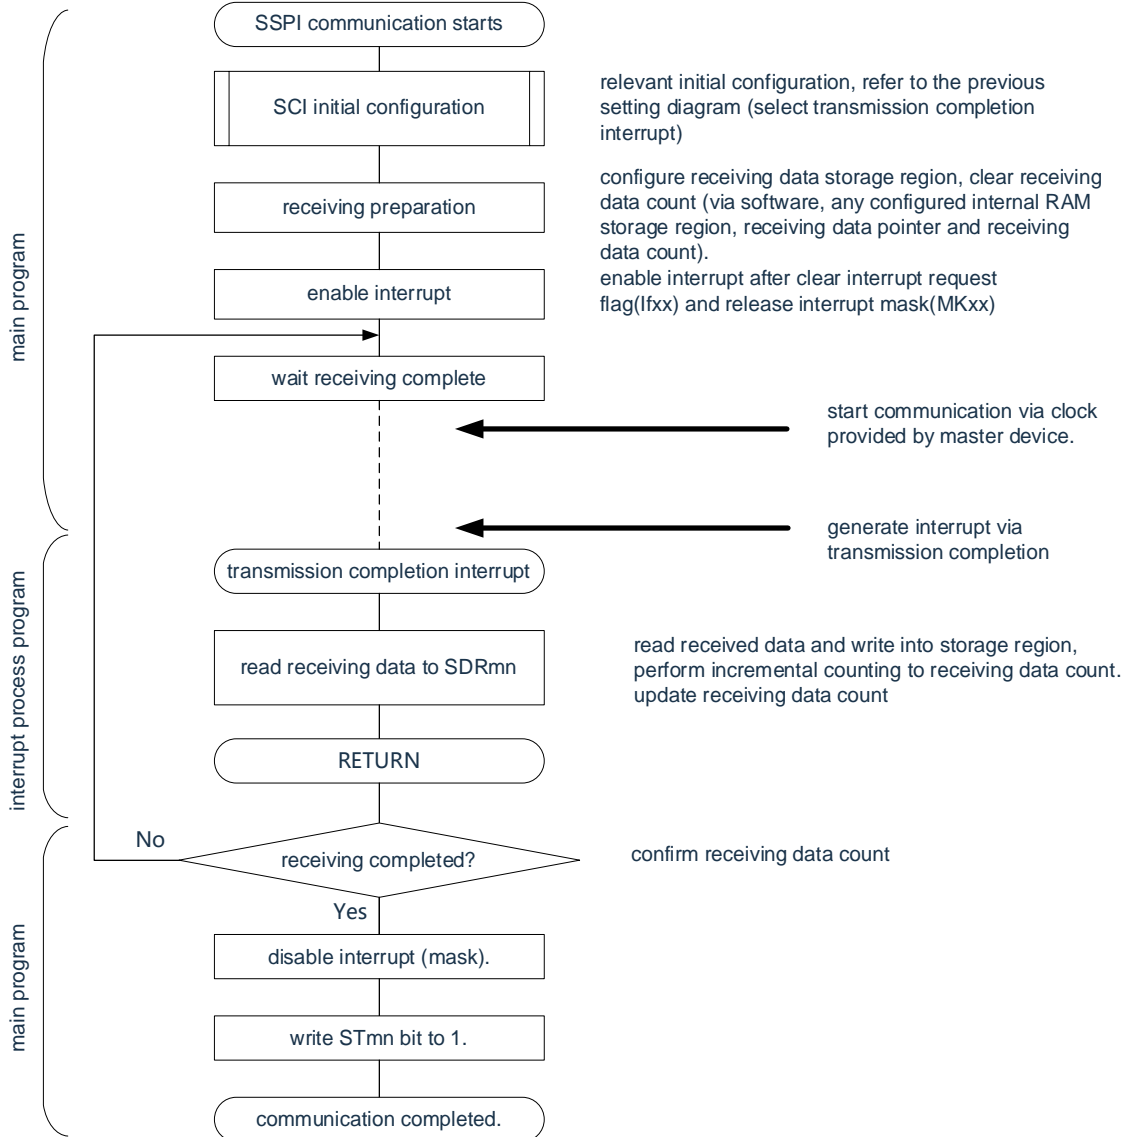 SSPI communication starts
SCI initial configuration
relevant initial configuration, refer to the previous
setting diagram (select transmission completion
interrupt)
receiving preparation
configure receiving data storage region, clear receiving
data count (via software, any configured internal RAM
storage region, receiving data pointer and receiving
data count).
enable interrupt
enable interrupt after clear interrupt request
flag(Ifxx) and release interrupt mask(MKxx)
main program
wait receiving complete
start communication via clock
provided by master device.
generate interrupt via
transmission completion
transmission completion interrupt
interrupt process program
read receiving data to SDRmn
read received data and write into storage region,
perform incremental counting to receiving data count.
update receiving data count
RETURN
No
receiving completed?
confirm receiving data count
Yes
main program
disable interrupt (mask).
write STmn bit to 1.
communication completed.